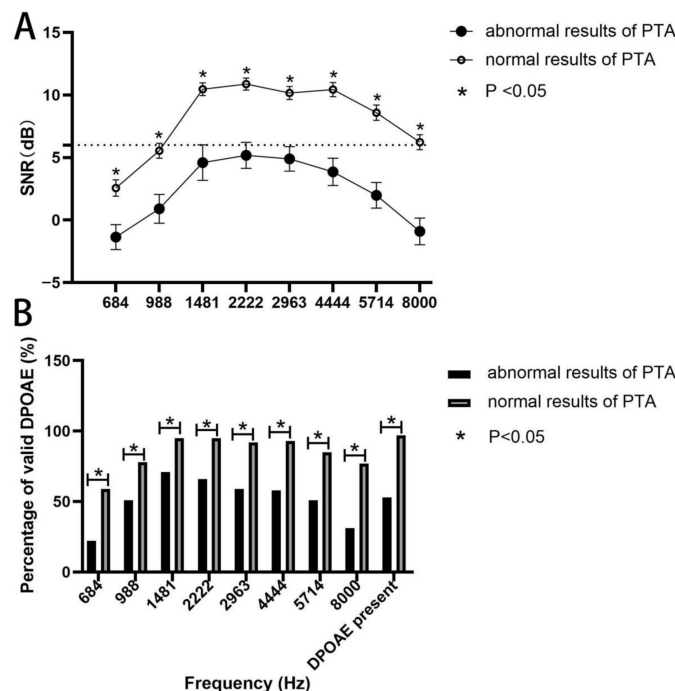 A
abnormal results of PTA
normal results of PTA
* P <0.05
SNR(dB)
15
10
5
0
−5
* * * * * * * *
684 988 1481 2222 2963 4444 5714 8000
B
abnormal results of PTA
normal results of PTA
* P<0.05
Percentage of valid DPOAE (%)
150
100
50
0
* * * * * * * * *
684 988 1481 2222 2963 4444 5714 8000 DPOAE present
Frequency (Hz)